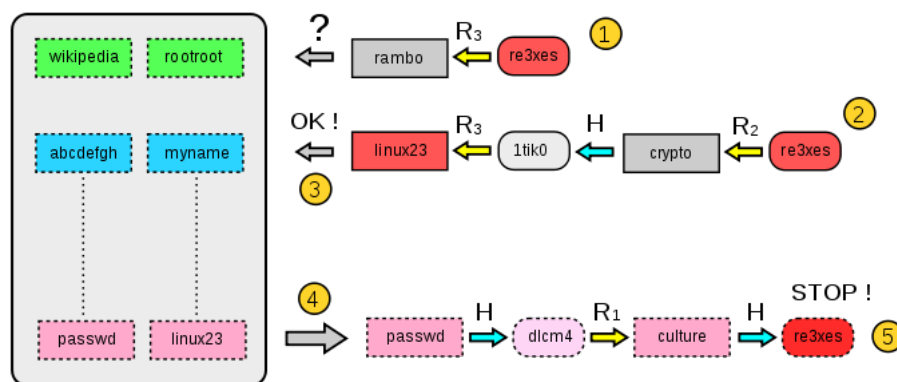 wikipedia rootroot
? rambo R3 re3xes 1
abcdefgh myname
OK ! linux23 R3 1tik0 H crypto R2 re3xes 2
3
4 STOP !
passwd linux23
passwd H dlcm4 R1 culture H re3xes 5